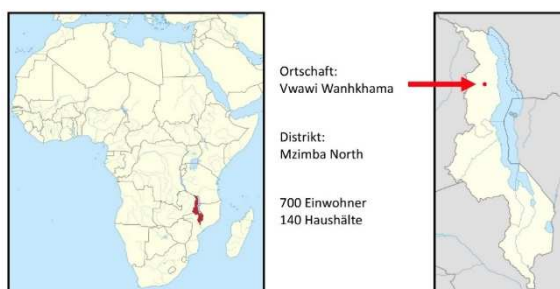 Ortschaft:
Vwawi Wanhkhama
Distrikt:
Mzimba North
700 Einwohner
140 Haushälte